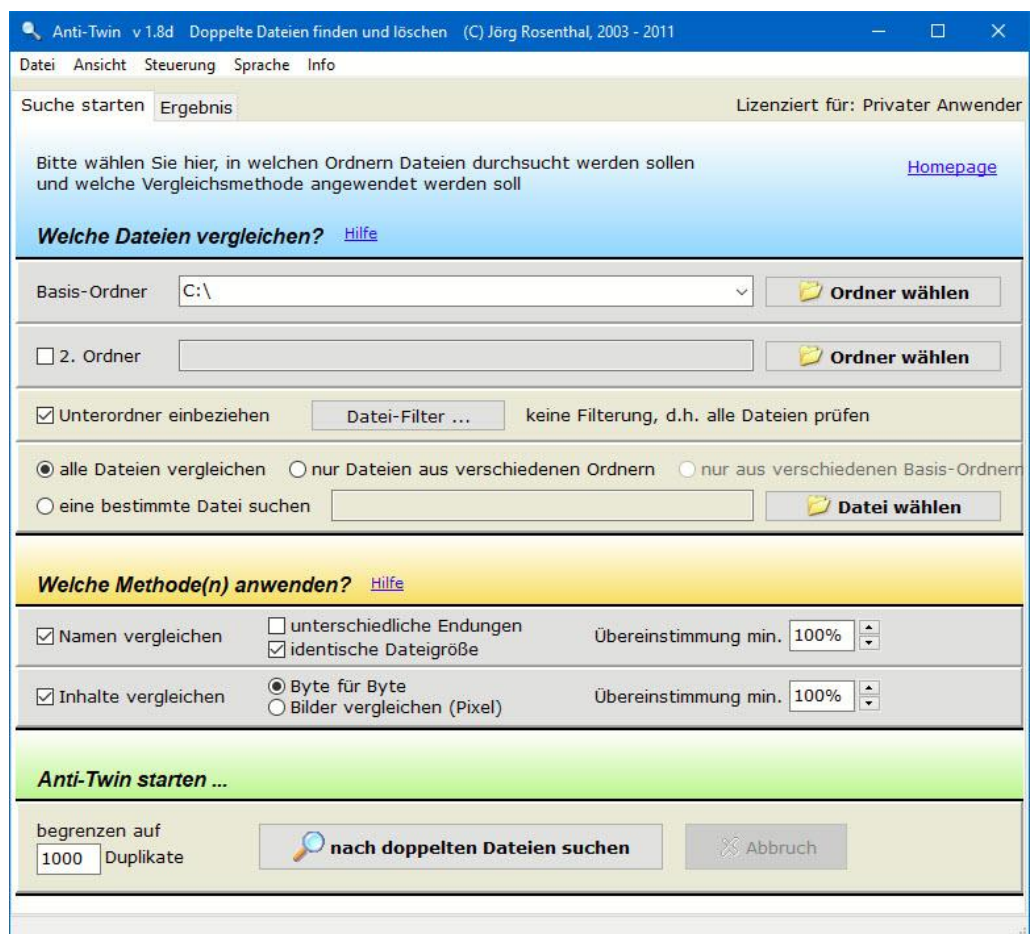 Anti-Twin v 1.8d Doppelte Dateien finden und löschen (C) Jörg Rosenthal, 2003 - 2011
Datei Ansicht Steuerung Sprache Info
Suche starten Ergebnis Lizenziert für: Privater Anwender
Bitte wählen Sie hier, in welchen Ordnern Dateien durchsucht werden sollen
und welche Vergleichsmethode angewendet werden soll
Homepage
Welche Dateien vergleichen? Hilfe
Basis-Ordner C:\ Ordner wählen
2. Ordner Ordner wählen
Unterordner einbeziehen Datei-Filter ... keine Filterung, d.h. alle Dateien prüfen
alle Dateien vergleichen nur Dateien aus verschiedenen Ordnern nur aus verschiedenen Basis-Ordnern
eine bestimmte Datei suchen Datei wählen
Welche Methode(n) anwenden? Hilfe
Namen vergleichen unterschiedliche Endungen Übereinstimmung min. 100%
identische Dateigröße
Inhalte vergleichen Byte für Byte Übereinstimmung min. 100%
Bilder vergleichen (Pixel)
Anti-Twin starten ...
begrenzen auf
1000 Duplikate nach doppelten Dateien suchen Abbruch